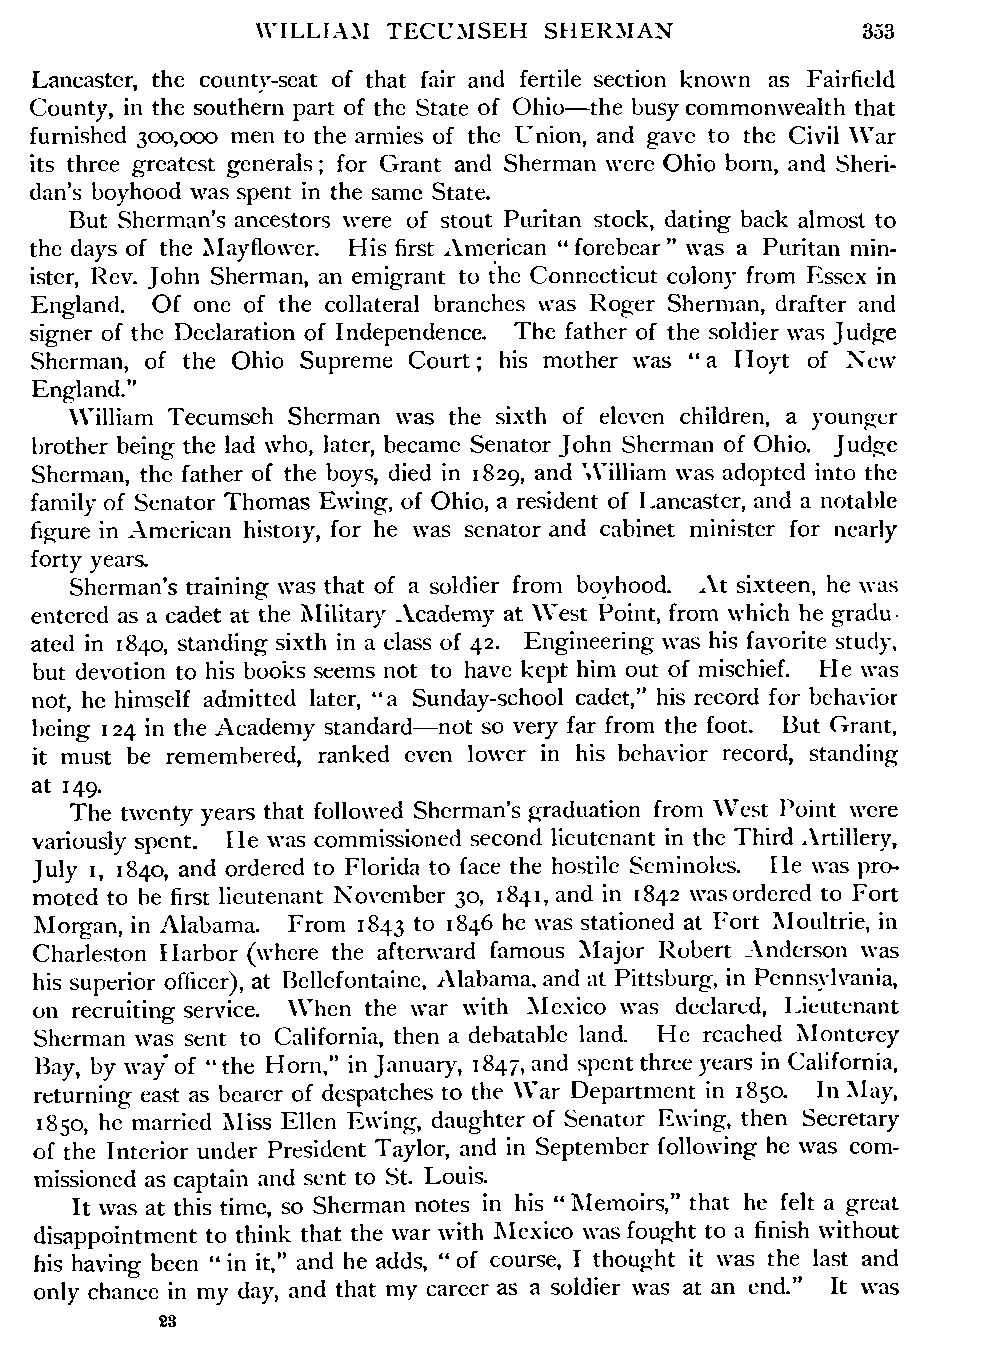 WILLIAM TECUMSEH SHERMAN 353
Lancaster, the county-seat of that fair and fertile section known as Fairfield
County, in the southern part of the State of Ohio—the busy commonwealth that
furnished 300,000 men to the armies of the Union, and gave to the Civil War
its three greatest generals; for Grant and Sherman were Ohio born, and Sheri-
dan's boyhood was spent in the same State.
But Sherman's ancestors were of stout Puritan stock, dating back almost to
the days of the Mayflower. His first American "forebear" was a Puritan min-
ister, Rev. John Sherman, an emigrant to the Connecticut colony from Essex in
England. Of one of the collateral branches was Roger Sherman, drafter and
signer of the Declaration of Independence. The father of the soldier was Judge
Sherman, of the Ohio Supreme Court; his mother was "a Hoyt of New
England."
William Tecumseh Sherman was the sixth of eleven children, a younger
brother being the lad who, later, became Senator John Sherman of Ohio. Judge
Sherman, the father of the boys, died in 1829, and William was adopted into the
family of Senator Thomas Ewing, of Ohio, a resident of Lancaster, and a notable
figure in American history, for he was senator and cabinet minister for nearly
forty years.
Sherman's training was that of a soldier from boyhood. At sixteen, he was
entered as a cadet at the Military Academy at West Point, from which he gradu-
ated in 1840, standing sixth in a class of 42. Engineering was his favorite study,
but devotion to his books seems not to have kept him out of mischief. He was
not, he himself admitted later, "a Sunday-school cadet," his record for behavior
being 124 in the Academy standard—not so very far from the foot. But Grant,
it must be remembered, ranked even lower in his behavior record, standing
at 149.
The twenty years that followed Sherman's graduation from West Point were
variously spent. He was commissioned second lieutenant in the Third Artillery,
July 1, 1840, and ordered to Florida to face the hostile Seminoles. He was pro-
moted to be first lieutenant November 30, 1841, and in 1842 was ordered to Fort
Morgan, in Alabama. From 1843 to 1846 he was stationed at Fort Moultrie, in
Charleston Harbor (where the afterward famous Major Robert Anderson was
his superior officer), at Bellefontaine, Alabama, and at Pittsburg, in Pennsylvania,
on recruiting service. When the war with Mexico was declared, Lieutenant
Sherman was sent to California, then a debatable land. He reached Monterey
Bay, by way of "the Horn," in January, 1847, and spent three years in California,
returning east as bearer of despatches to the War Department in 1850. In May,
1850, he married Miss Ellen Ewing, daughter of Senator Ewing, then Secretary
of the Interior under President Taylor, and in September following he was com-
missioned as captain and sent to St. Louis.
It was at this time, so Sherman notes in his "Memoirs," that he felt a great
disappointment to think that the war with Mexico was fought to a finish without
his having been "in it," and he adds, "of course, I thought it was the last and
only chance in my day, and that my career as a soldier was at an end." It was
23